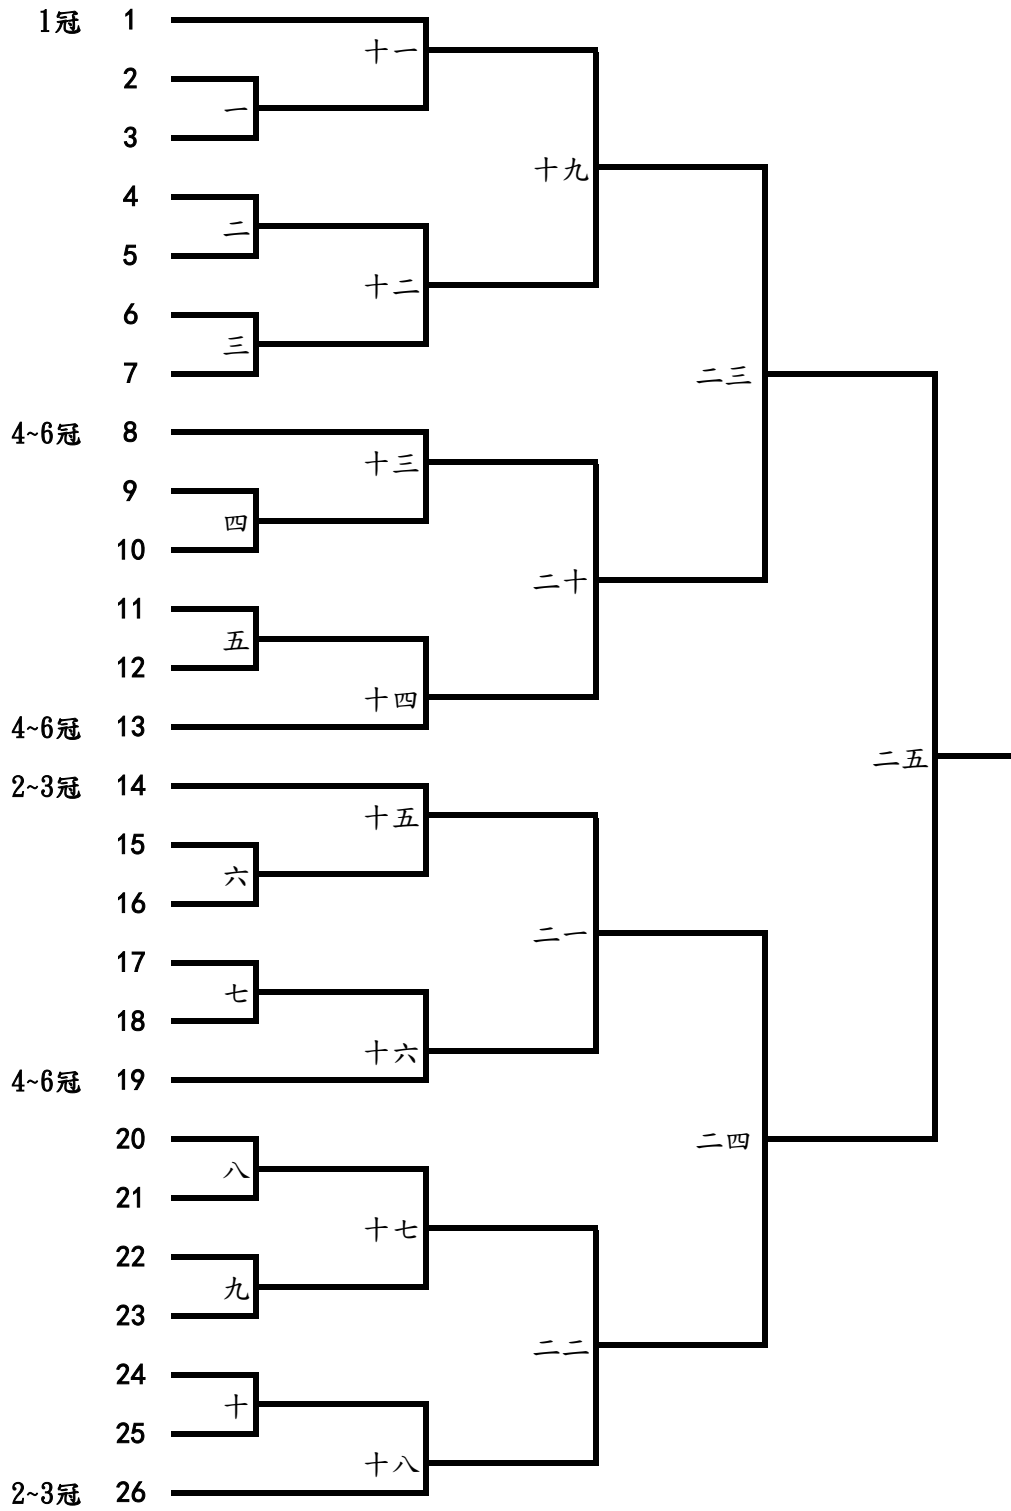 1冠 1
十一
2
一
3
十九
4
二
5
十二
6
三
7
二三
4~6冠 8
十三
9
四
10
二十
11
五
12
十四
4~6冠 13
二五
2~3冠 14
十五
15
六
16
二一
17
七
18
十六
4~6冠 19
20
二四
八
21
十七
22
九
23
二二
24
十
25
十八
2~3冠 26